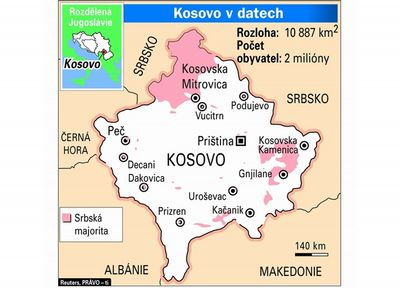 Rozdělená
Jugoslávie
Kosovo
Kosovo v datech
Rozloha: 10 887 km2
Počet
obyvatel: 2 milióny
SRBSKO
Kosovska
Mitrovica
Podujevo
Vucitrn
SRBSKO
ČERNÁ
HORA
Peč
Priština
Kosovska
Kamenica
KOSOVO
Decani
Dakovica
Gnjilane
Uroševac
Srbská
majorita
Prizren
Kačanik
140 km
ALBÁNIE
MAKEDONIE
Reuters, PRÁVO – ti